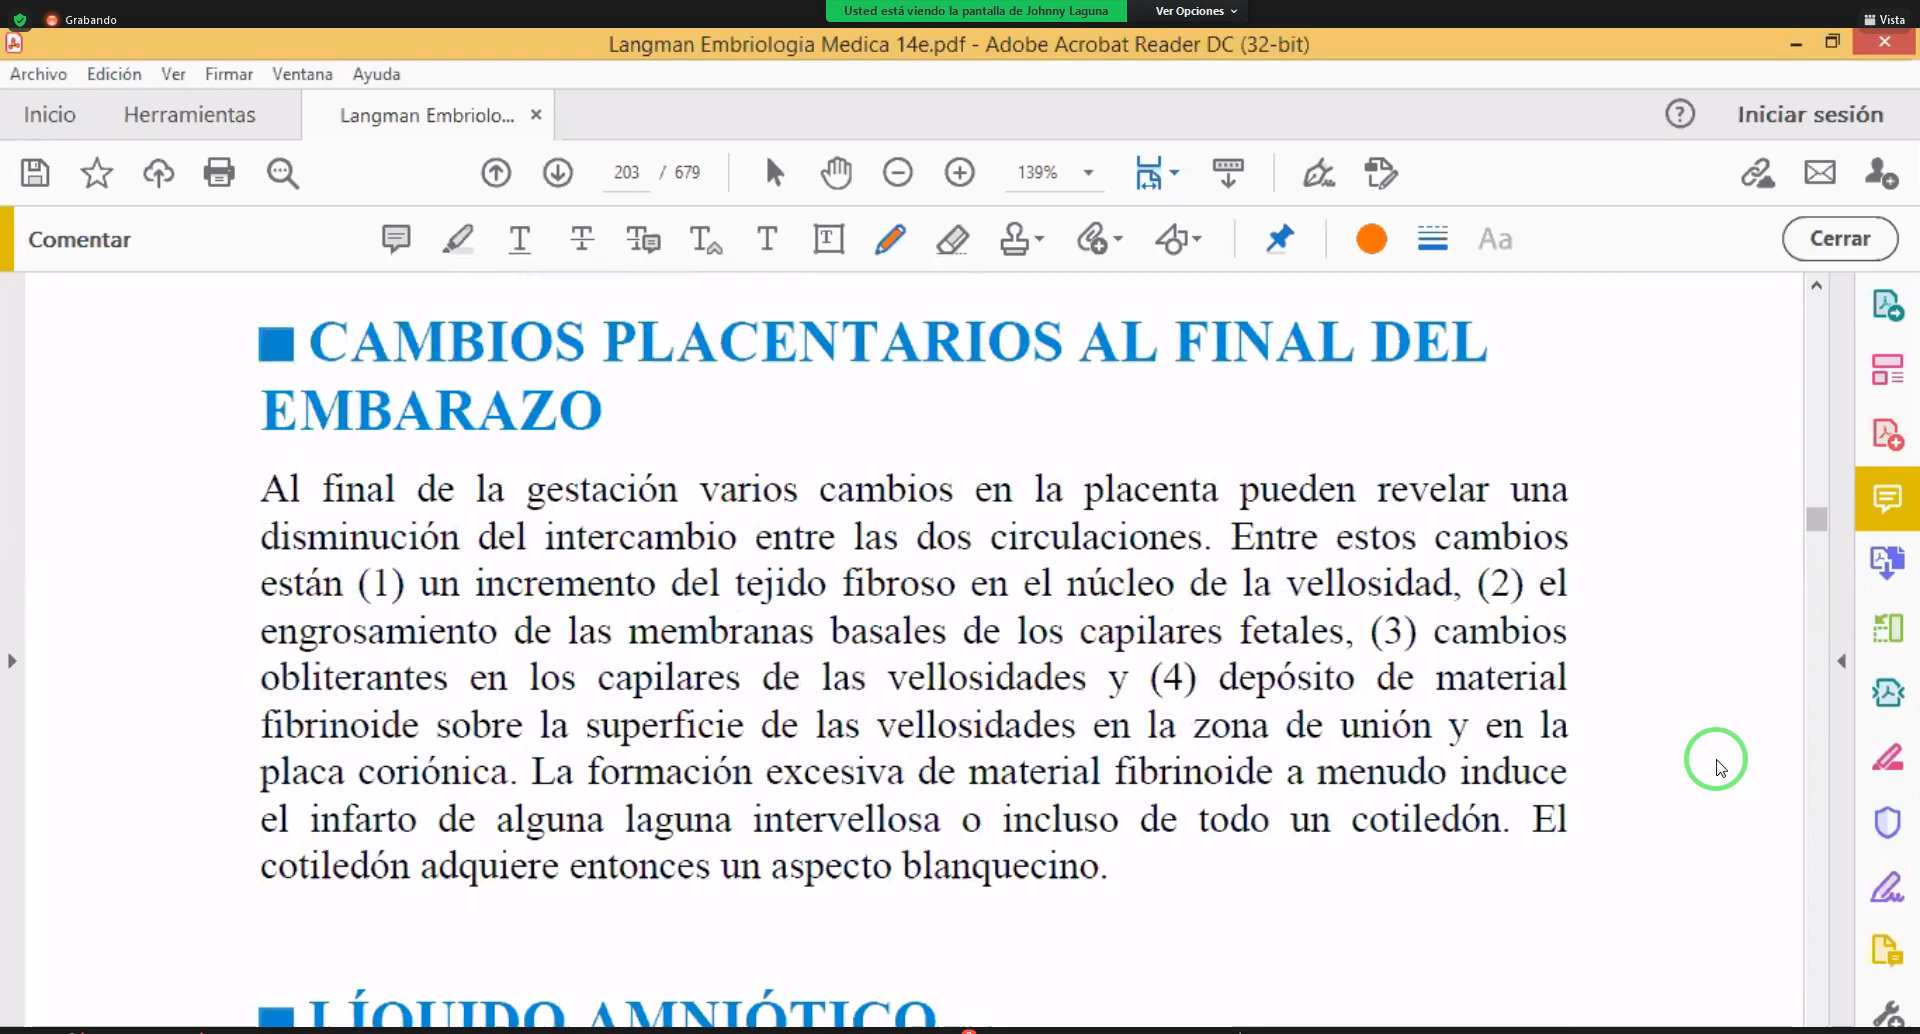 Grabando
Usted está viendo la pantalla de Johnny Laguna
Ver Opciones
Vista
Langman Embriologia Medica 14e.pdf - Adobe Acrobat Reader DC (32-bit)
Archivo Edición Ver Firmar Ventana Ayuda
Inicio Herramientas Langman Embriolo... Iniciar sesión
203 / 679 139%
Comentar Aa Cerrar
CAMBIOS PLACENTARIOS AL FINAL DEL
EMBARAZO
Al final de la gestación varios cambios en la placenta pueden revelar una
disminución del intercambio entre las dos circulaciones. Entre estos cambios
están (1) un incremento del tejido fibroso en el núcleo de la vellosidad, (2) el
engrosamiento de las membranas basales de los capilares fetales, (3) cambios
obliterantes en los capilares de las vellosidades y (4) depósito de material
fibrinoide sobre la superficie de las vellosidades en la zona de unión y en la
placa coriónica. La formación excesiva de material fibrinoide a menudo induce
el infarto de alguna laguna intervellosa o incluso de todo un cotiledón. El
cotiledón adquiere entonces un aspecto blanquecino.
LÍQUIDO AMNIÓTICO